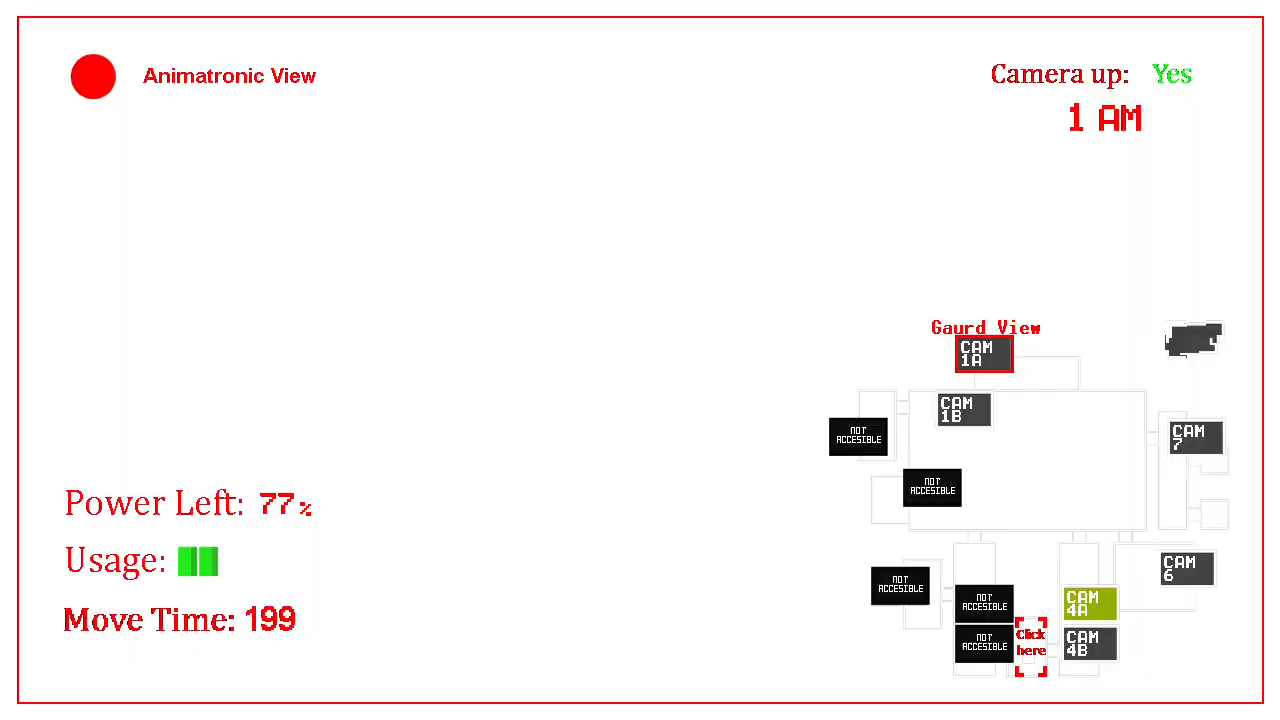 Animatronic View
Camera up: Yes
1 AM
Gaurd View
CAM
1A
CAM
1B
NOT
ACCESIBLE
CAM
7
NOT
ACCESIBLE
Power Left: 77%
Usage:
CAM
6
NOT
ACCESIBLE
NOT
ACCESIBLE
CAM
4A
Move Time: 199
Click
here
NOT
ACCESIBLE
CAM
4B